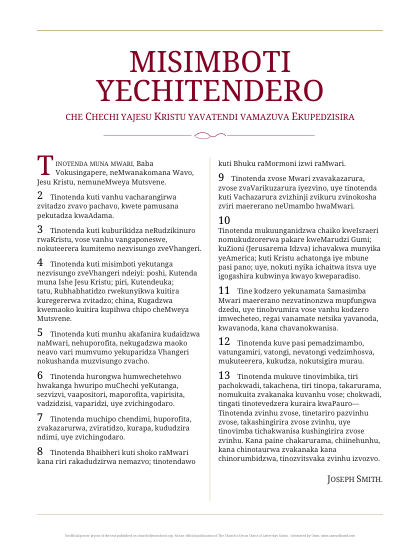 MISIMBOTI
YECHITENDERO
CHE CHECHI YAJESU KRISTU YAVATENDI VAMAZUVA EKUPEDZISIRA
TINOTENDA MUNA MWARI, Baba
Vokusingapere, neMwanakomana Wavo,
Jesu Kristu, nemuneMweya Mutsvene.
2 Tinotenda kuti vanhu vacharangirwa
zvitadzo zvavo pachavo, kwete pamusana
pekutadza kwaAdama.
3 Tinotenda kuti kuburikidza neRudzikinuro
rwaKristu, vose vanhu vangaponeswe,
nokuteerera kumitemo nezvisungo zveVhangeri.
4 Tinotenda kuti misimboti yekutanga
nezvisungo zveVhangeri ndeiyi: poshi, Kutenda
muna Ishe Jesu Kristu; piri, Kutendeuka;
tatu, Rubhabhatidzo rwekunyikwa kuitira
kuregererwa zvitadzo; china, Kugadzwa
kwemaoko kuitira kupihwa chipo cheMweya
Mutsvene.
5 Tinotenda kuti munhu akafanira kudaidzwa
naMwari, nehuporofita, nekugadzwa maoko
neavo vari mumvumo yekuparidza Vhangeri
nokushanda muzvisungo zvacho.
6 Tinotenda hurongwa humwechetehwo
hwakanga hwuripo muChechi yeKutanga,
sezvizvi, vaapositori, maporofita, vapirisita,
vadzidzisi, vaparidzi, uye zvichingodaro.
7 Tinotenda muchipo chendimi, huporofita,
zvakazarurwa, zviratidzo, kurapa, kududzira
ndimi, uye zvichingodaro.
8 Tinotenda Bhaibheri kuti shoko raMwari
kana riri rakadudzirwa nemazvo; tinotendawo
kuti Bhuku raMormoni izwi raMwari.
9 Tinotenda zvose Mwari zvavakazarura,
zvose zvaVarikuzarura iyezvino, uye tinotenda
kuti Vachazarura zvizhinji zvikuru zvinokosha
zviri maererano neUmambo hwaMwari.
10
Tinotenda mukuunganidzwa chaiko kweIsraeri
nomukudzorerwa pakare kweMarudzi Gumi;
kuZioni (Jerusarema Idzva) ichavakwa munyika
yeAmerica; kuti Kristu achatonga iye mbune
pasi pano; uye, nokuti nyika ichaitwa itsva uye
igogashira kubwinya kwayo kweparadiso.
11 Tine kodzero yekunamata Samasimba
Mwari maererano nezvatinonzwa mupfungwa
dzedu, uye tinobvumira vose vanhu kodzero
imwecheteo, regai vanamate netsika yavanoda,
kwavanoda, kana chavanokwanisa.
12 Tinotenda kuve pasi pemadzimambo,
vatungamiri, vatongi, nevatongi vedzimhosva,
mukuteerera, kukudza, nokutsigira murau.
13 Tinotenda mukuve tinovimbika, tiri
pachokwadi, takachena, tiri tinopa, takarurama,
nomukuita zvakanaka kuvanhu vose; chokwadi,
tingati tinotevedzera kuraira kwaPauro—
Tinotenda zvinhu zvose, tinetariro pazvinhu
zvose, takashingirira zvose zvinhu, uye
tinovimba tichakwanisa kushingirira zvose
zvinhu. Kana paine chakarurama, chiinehunhu,
kana chinotaurwa zvakanaka kana
chinorumbidzwa, tinozvitsvaka zvinhu izvozvo.
JOSEPH SMITH.